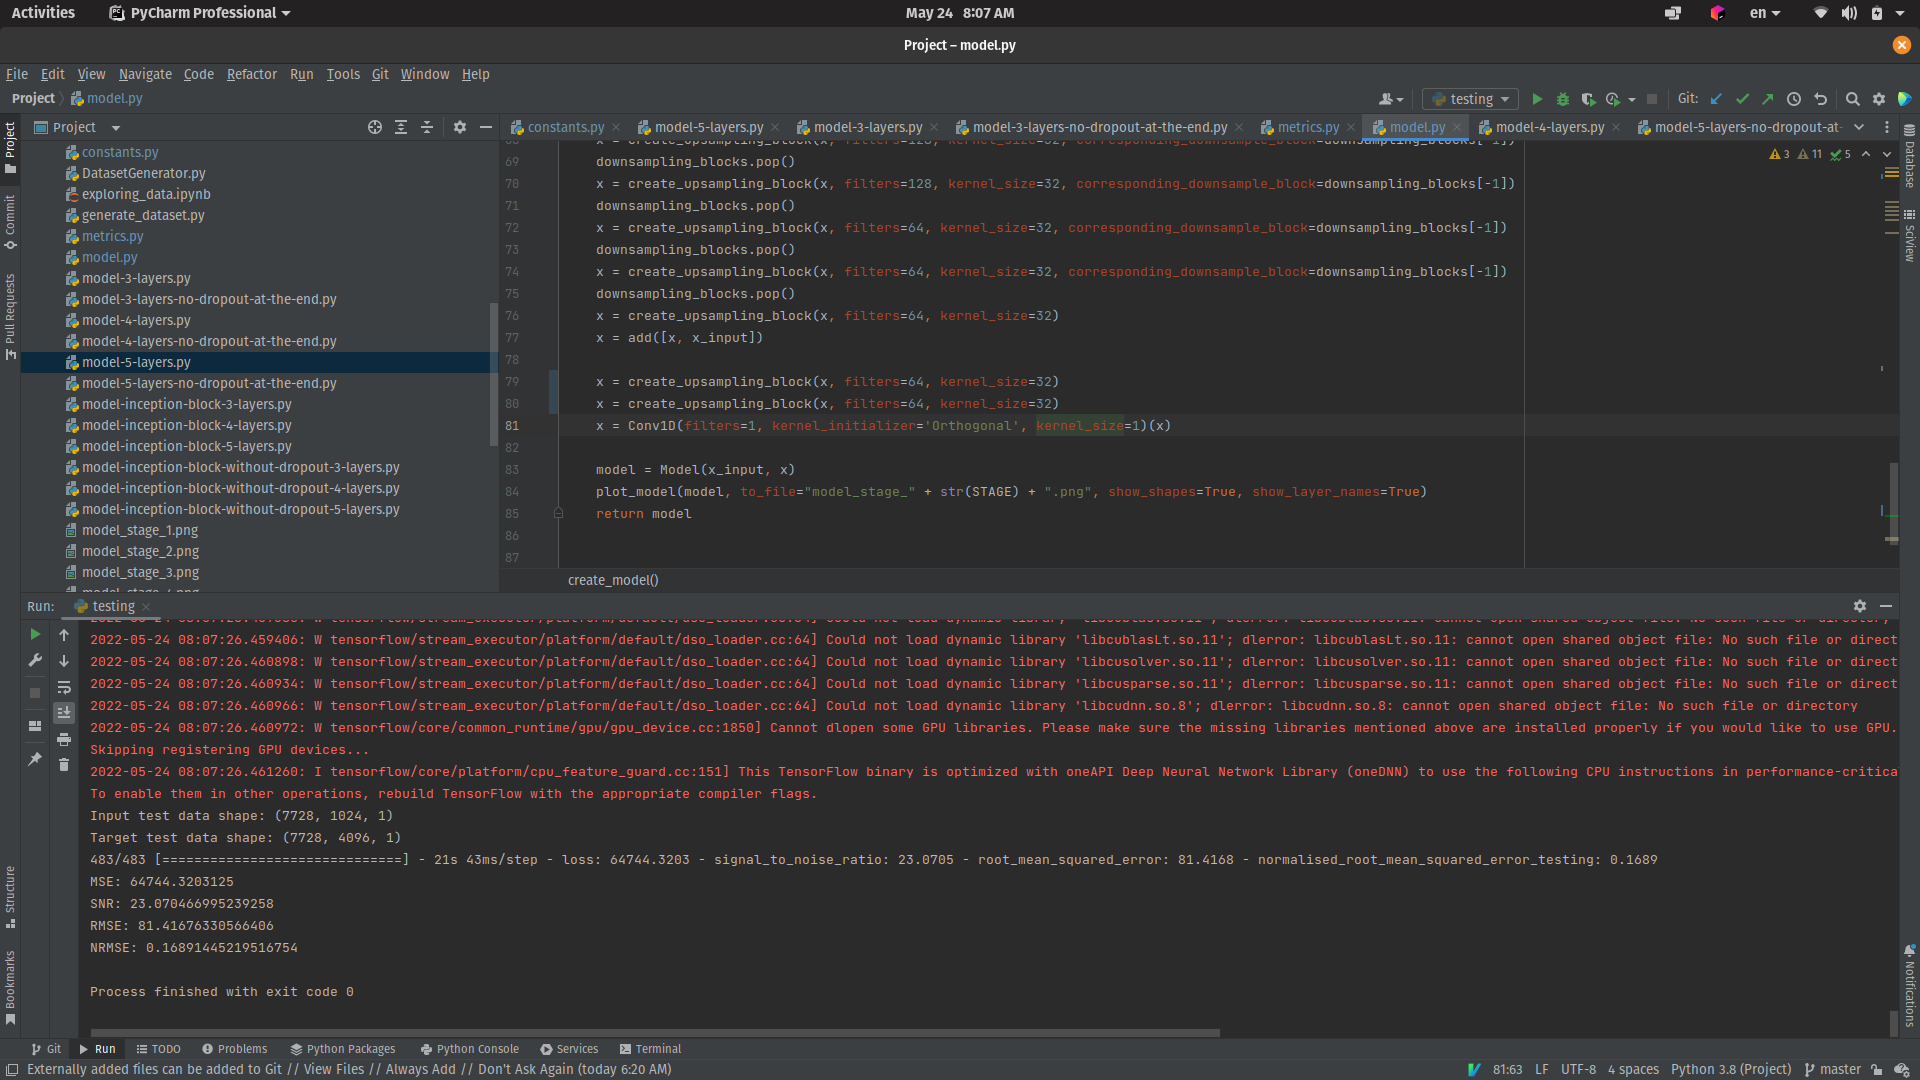 Activities
PyCharm Professional
May 24 8:07 AM
en
Project – model.py
File Edit View Navigate Code Refactor Run Tools Git Window Help
Project model.py
testing
Git:
Project
constants.py
model-5-layers.py
model-3-layers.py
model-3-layers-no-dropout-at-the-end.py
metrics.py
model.py
model-4-layers.py
model-5-layers-no-dropout-at-
Project
Commit
Pull Requests
Structure
Bookmarks
constants.py
DatasetGenerator.py
exploring_data.ipynb
generate_dataset.py
metrics.py
model.py
model-3-layers.py
model-3-layers-no-dropout-at-the-end.py
model-4-layers.py
model-4-layers-no-dropout-at-the-end.py
model-5-layers.py
model-5-layers-no-dropout-at-the-end.py
model-inception-block-3-layers.py
model-inception-block-4-layers.py
model-inception-block-5-layers.py
model-inception-block-without-dropout-3-layers.py
model-inception-block-without-dropout-4-layers.py
model-inception-block-without-dropout-5-layers.py
model_stage_1.png
model_stage_2.png
model_stage_3.png
3 11 5
69 downsampling_blocks.pop()
70 x = create_upsampling_block(x, filters=128, kernel_size=32, corresponding_downsample_block=downsampling_blocks[-1])
71 downsampling_blocks.pop()
72 x = create_upsampling_block(x, filters=64, kernel_size=32, corresponding_downsample_block=downsampling_blocks[-1])
73 downsampling_blocks.pop()
74 x = create_upsampling_block(x, filters=64, kernel_size=32, corresponding_downsample_block=downsampling_blocks[-1])
75 downsampling_blocks.pop()
76 x = create_upsampling_block(x, filters=64, kernel_size=32)
77 x = add([x, x_input])
78
79 x = create_upsampling_block(x, filters=64, kernel_size=32)
80 x = create_upsampling_block(x, filters=64, kernel_size=32)
81 x = Conv1D(filters=1, kernel_initializer='Orthogonal', kernel_size=1)(x)
82
83 model = Model(x_input, x)
84 plot_model(model, to_file="model_stage_" + str(STAGE) + ".png", show_shapes=True, show_layer_names=True)
85 return model
86
87
create_model()
Database
SciView
Notifications
Run: testing
2022-05-24 08:07:26.459406: W tensorflow/stream_executor/platform/default/dso_loader.cc:64] Could not load dynamic library 'libcublasLt.so.11'; dlerror: libcublasLt.so.11: cannot open shared object file: No such file or direct
2022-05-24 08:07:26.460898: W tensorflow/stream_executor/platform/default/dso_loader.cc:64] Could not load dynamic library 'libcusolver.so.11'; dlerror: libcusolver.so.11: cannot open shared object file: No such file or direct
2022-05-24 08:07:26.460934: W tensorflow/stream_executor/platform/default/dso_loader.cc:64] Could not load dynamic library 'libcusparse.so.11'; dlerror: libcusparse.so.11: cannot open shared object file: No such file or direct
2022-05-24 08:07:26.460966: W tensorflow/stream_executor/platform/default/dso_loader.cc:64] Could not load dynamic library 'libcudnn.so.8'; dlerror: libcudnn.so.8: cannot open shared object file: No such file or directory
2022-05-24 08:07:26.460972: W tensorflow/core/common_runtime/gpu/gpu_device.cc:1850] Cannot dlopen some GPU libraries. Please make sure the missing libraries mentioned above are installed properly if you would like to use GPU.
Skipping registering GPU devices...
2022-05-24 08:07:26.461260: I tensorflow/core/platform/cpu_feature_guard.cc:151] This TensorFlow binary is optimized with oneAPI Deep Neural Network Library (oneDNN) to use the following CPU instructions in performance-critica
To enable them in other operations, rebuild TensorFlow with the appropriate compiler flags.
Input test data shape: (7728, 1024, 1)
Target test data shape: (7728, 4096, 1)
483/483 [==============================] - 21s 43ms/step - loss: 64744.3203 - signal_to_noise_ratio: 23.0705 - root_mean_squared_error: 81.4168 - normalised_root_mean_squared_error_testing: 0.1689
MSE: 64744.3203125
SNR: 23.070466995239258
RMSE: 81.41676330566406
NRMSE: 0.16891445219516754
Process finished with exit code 0
Git Run TODO Problems Python Packages Python Console Services Terminal
Externally added files can be added to Git // View Files // Always Add // Don't Ask Again (today 6:20 AM)
81:63 LF UTF-8 4 spaces Python 3.8 (Project) master